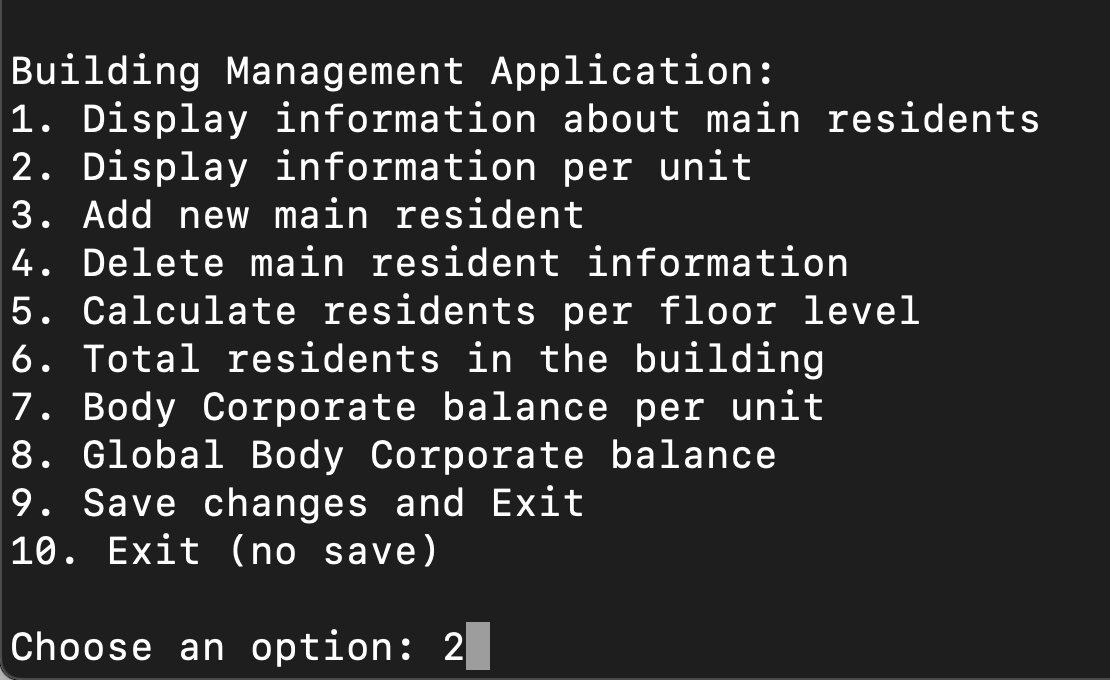 Building Management Application:
1. Display information about main residents
2. Display information per unit
3. Add new main resident
4. Delete main resident information
5. Calculate residents per floor level
6. Total residents in the building
7. Body Corporate balance per unit
8. Global Body Corporate balance
9. Save changes and Exit
10. Exit (no save)
Choose an option: 2